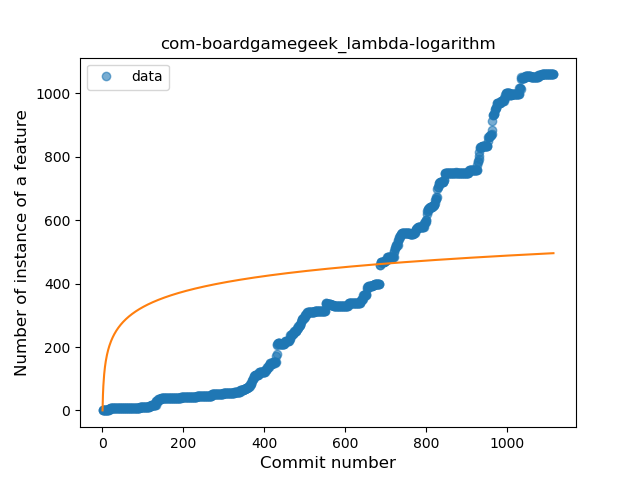 com-boardgamegeek_lambda-logarithm
data
Number of instance of a feature
1000
800
600
400
200
0
0 200 400 600 800 1000
Commit number